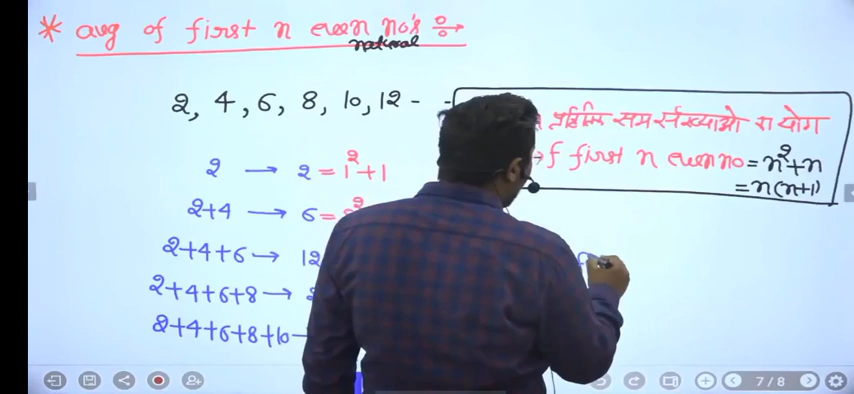 * avg of first n even no's ÷→
natural
2, 4, 6, 8, 10, 12 - -
सम संख्याओ का योग
f first n even no = n²+n
= n(n+1)
2 → 2 = 1²+1
2+4 → 6 = 2
2+4+6 → 12
2+4+6+8 →
2+4+6+8+10
7/8